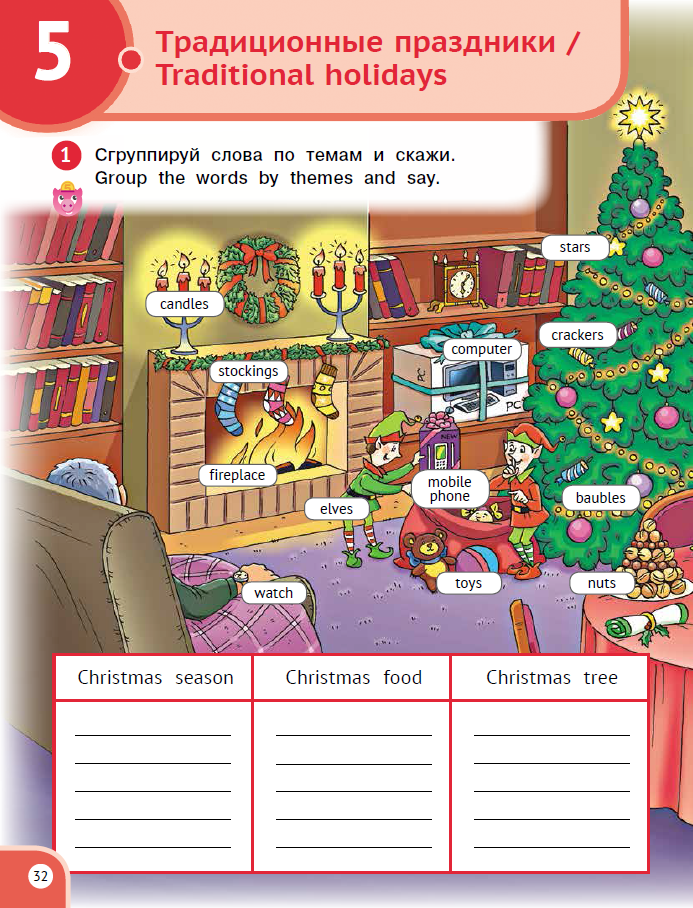 5
Традиционные праздники /
Traditional holidays
1
Сгруппируй слова по темам и скажи.
Group the words by themes and say.
stars
candles
crackers
computer
stockings
PC
NEW
fireplace
mobile
phone
baubles
elves
toys
nuts
watch
Christmas season
Christmas food
Christmas tree
32